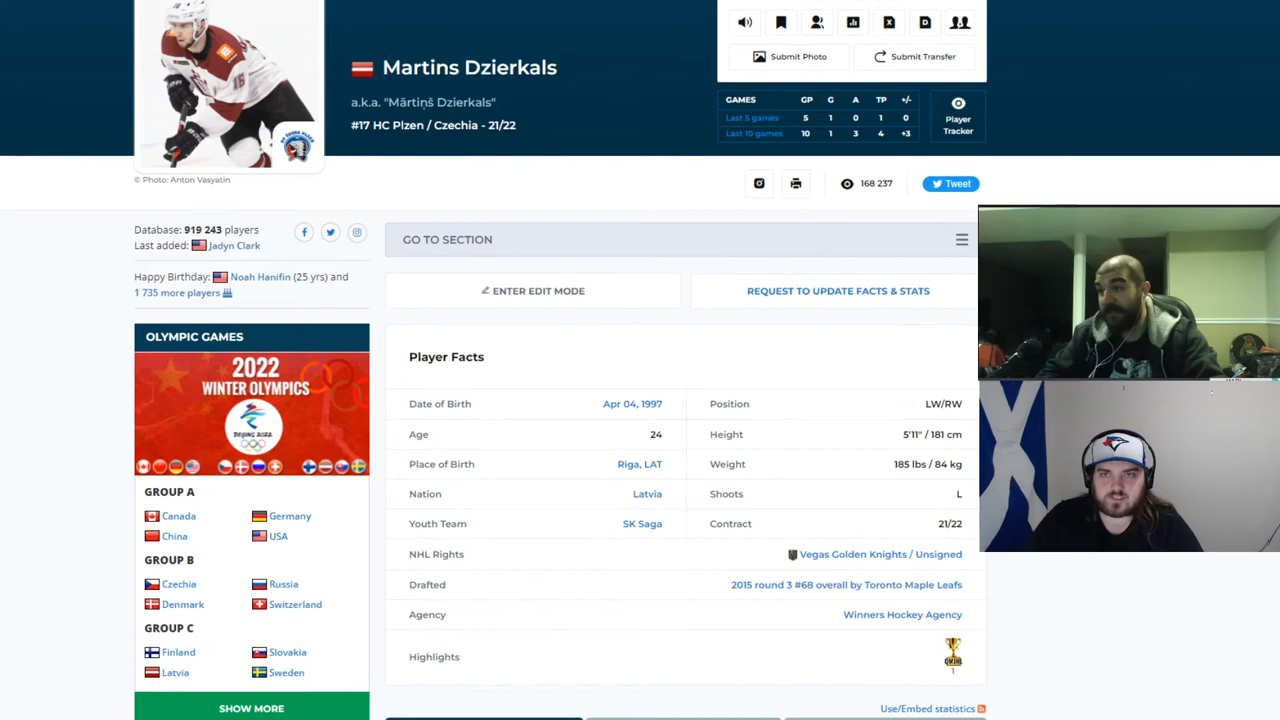 Martins Dzierkals
a.k.a. "Mārtiņš Dzierkals"
#17 HC Plzen / Czechia - 21/22
16
Submit Photo
Submit Transfer
GAMES GP G A TP +/-
Last 5 games 5 1 0 1 0
Last 10 games 10 1 3 4 +3
Player
Tracker
© Photo: Anton Vasyatin
168 237
Tweet
Database: 919 243 players
Last added: Jadyn Clark
Happy Birthday: Noah Hanifin (25 yrs) and
1 735 more players
GO TO SECTION
ENTER EDIT MODE
REQUEST TO UPDATE FACTS & STATS
OLYMPIC GAMES
2022
WINTER OLYMPICS
BEIJING 2022
GROUP A
Canada Germany
China USA
GROUP B
Czechia Russia
Denmark Switzerland
GROUP C
Finland Slovakia
Latvia Sweden
SHOW MORE
Player Facts
Date of Birth Apr 04, 1997 Position LW/RW
Age 24 Height 5'11" / 181 cm
Place of Birth Riga, LAT Weight 185 lbs / 84 kg
Nation Latvia Shoots L
Youth Team SK Saga Contract 21/22
NHL Rights Vegas Golden Knights / Unsigned
Drafted 2015 round 3 #68 overall by Toronto Maple Leafs
Agency Winners Hockey Agency
Highlights
QMJHL
1
Use/Embed statistics